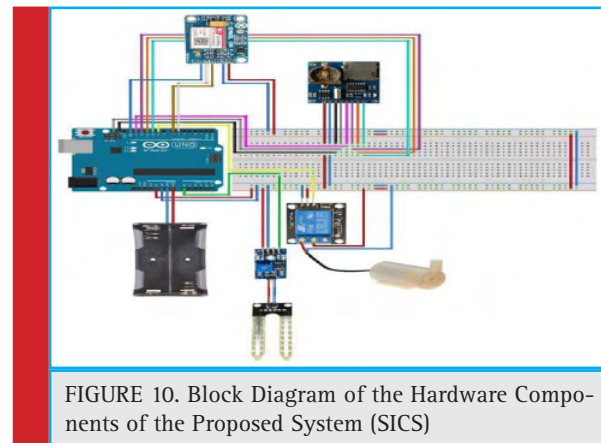 UNO
FIGURE 10. Block Diagram of the Hardware Compo-
nents of the Proposed System (SICS)